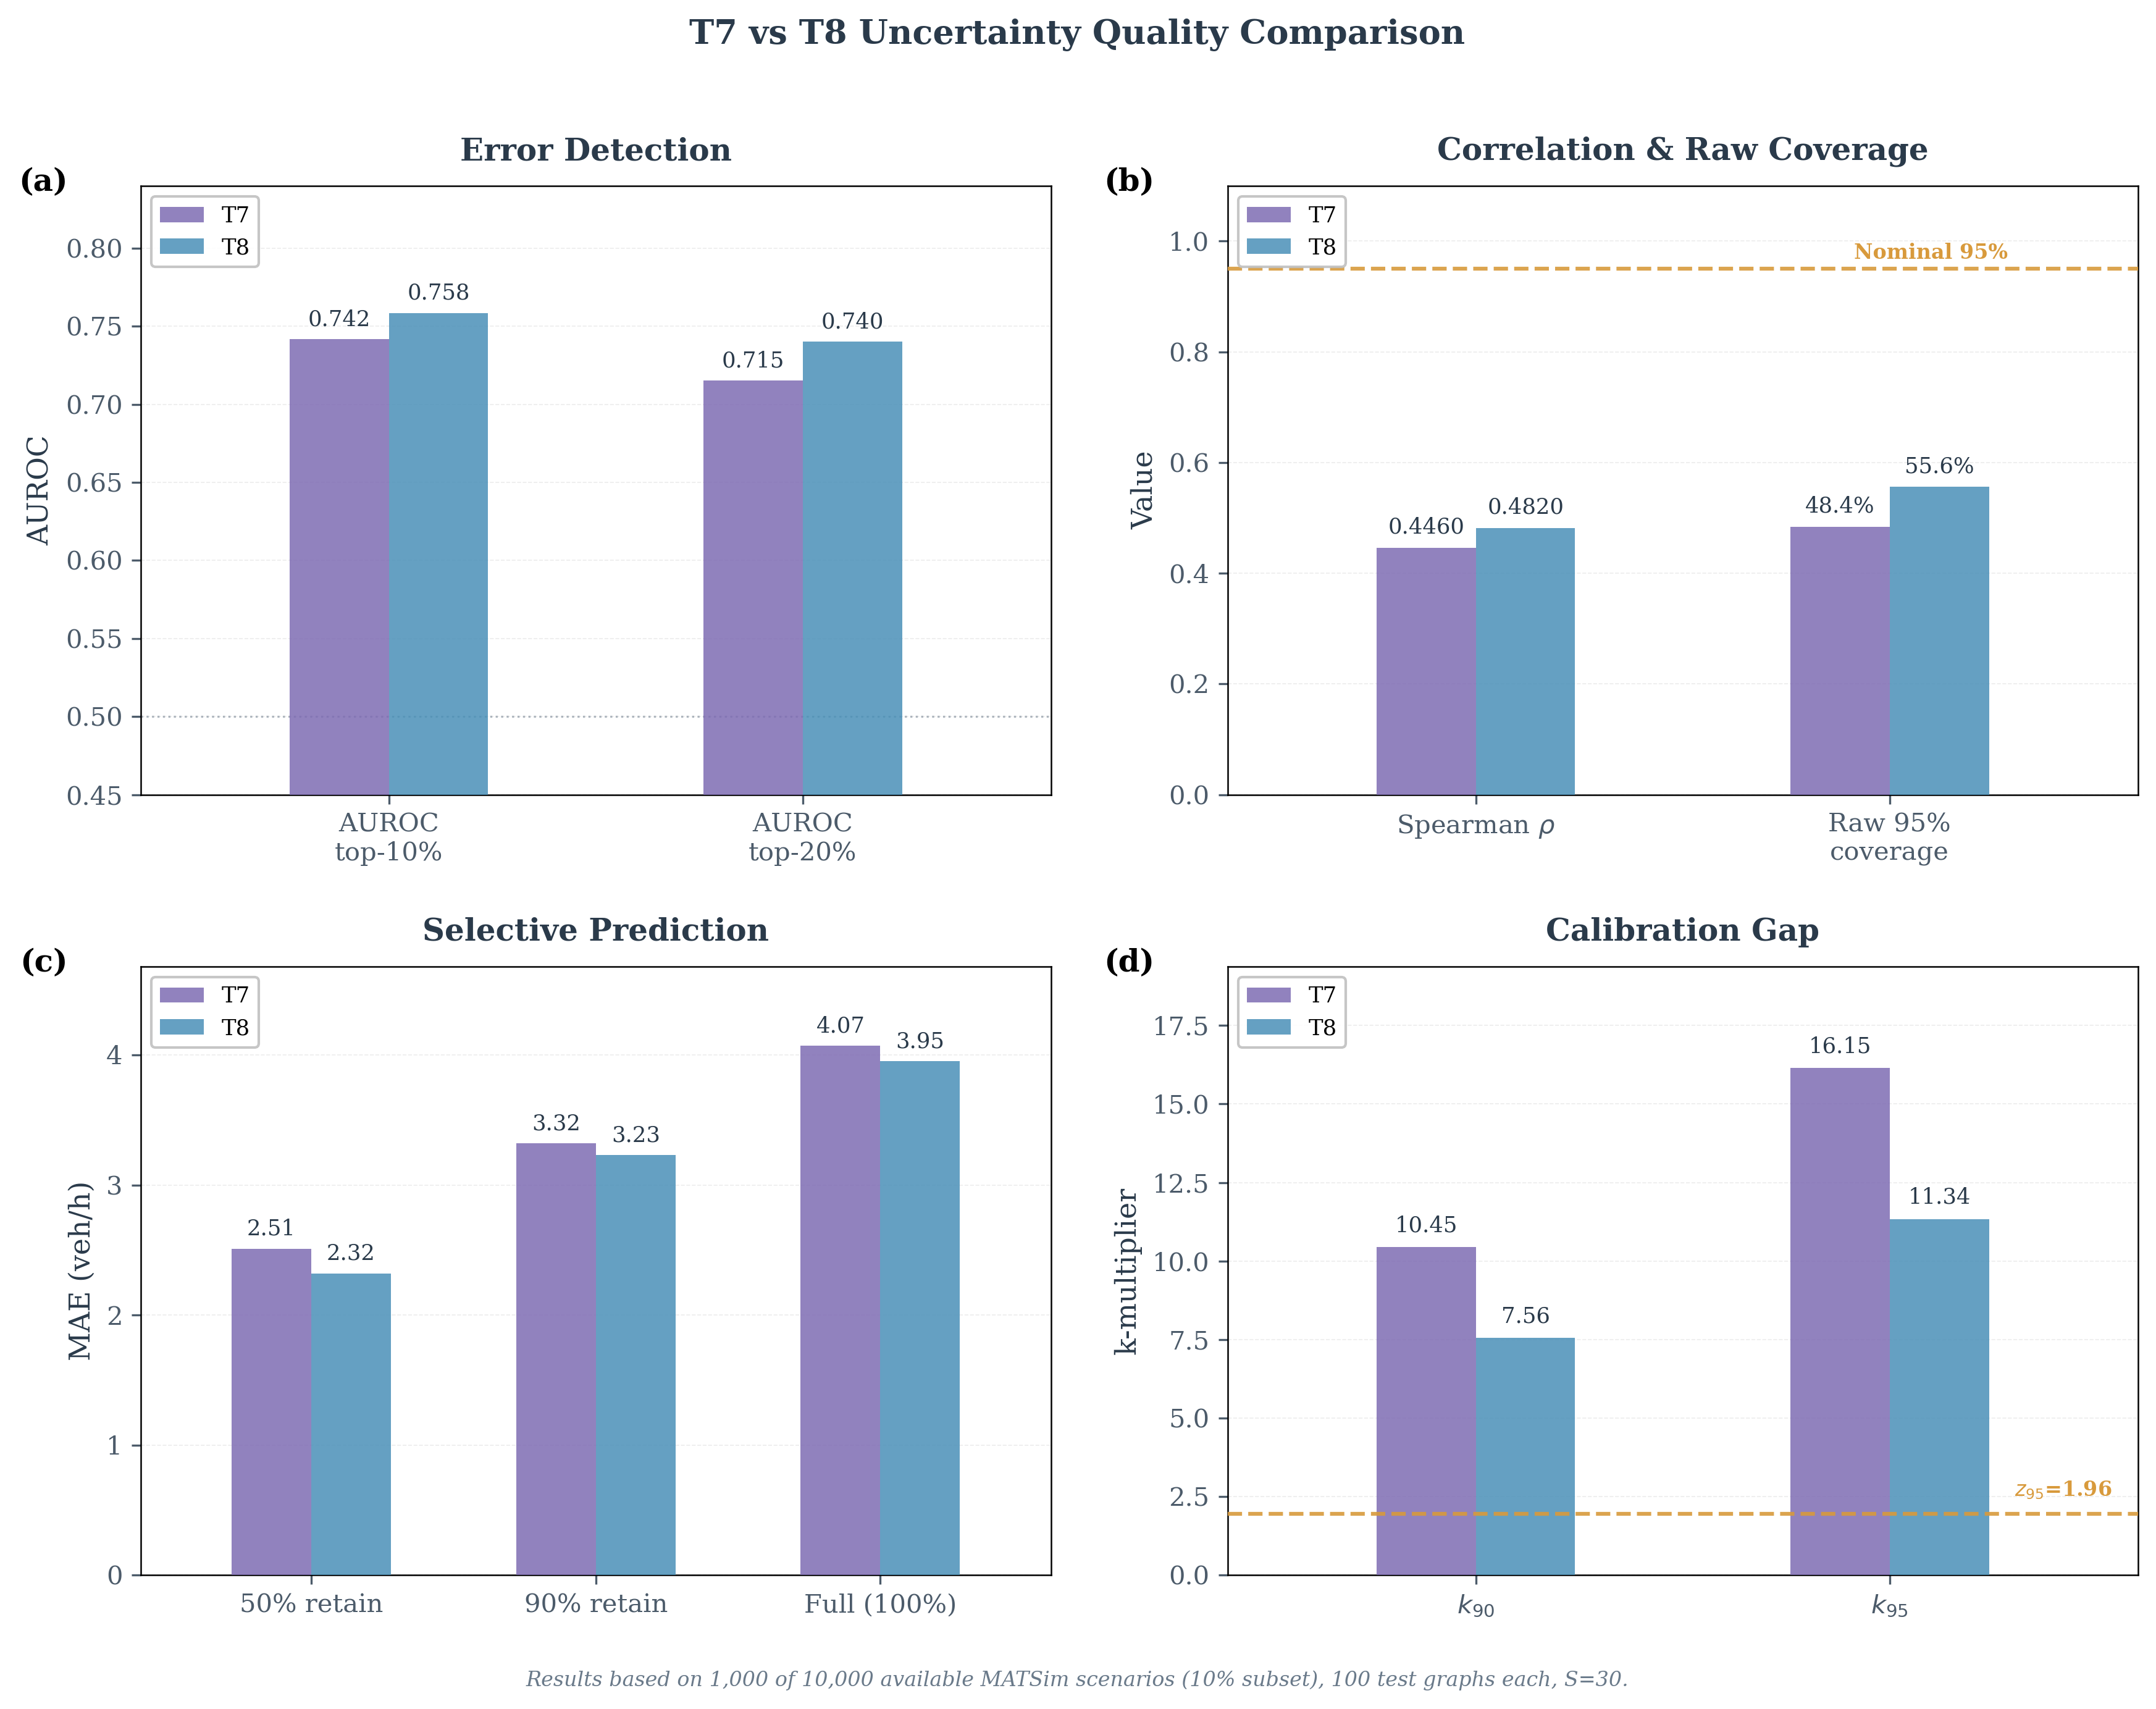 T7 vs T8 Uncertainty Quality Comparison
Error Detection
(a)
T7
T8
0.80
0.75
0.70
0.65
0.60
0.55
0.50
0.45
AUROC
0.742
0.758
0.715
0.740
AUROC
top-10%
AUROC
top-20%
Correlation & Raw Coverage
(b)
T7
T8
Nominal 95%
1.0
0.8
0.6
0.4
0.2
0.0
Value
0.4460
0.4820
48.4%
55.6%
Spearman ρ
Raw 95%
coverage
Selective Prediction
(c)
T7
T8
4
3
2
1
0
MAE (veh/h)
2.51
2.32
3.32
3.23
4.07
3.95
50% retain
90% retain
Full (100%)
Calibration Gap
(d)
T7
T8
17.5
15.0
12.5
10.0
7.5
5.0
2.5
0.0
k-multiplier
10.45
7.56
16.15
11.34
z₉₅=1.96
k₉₀
k₉₅
Results based on 1,000 of 10,000 available MATSim scenarios (10% subset), 100 test graphs each, S=30.